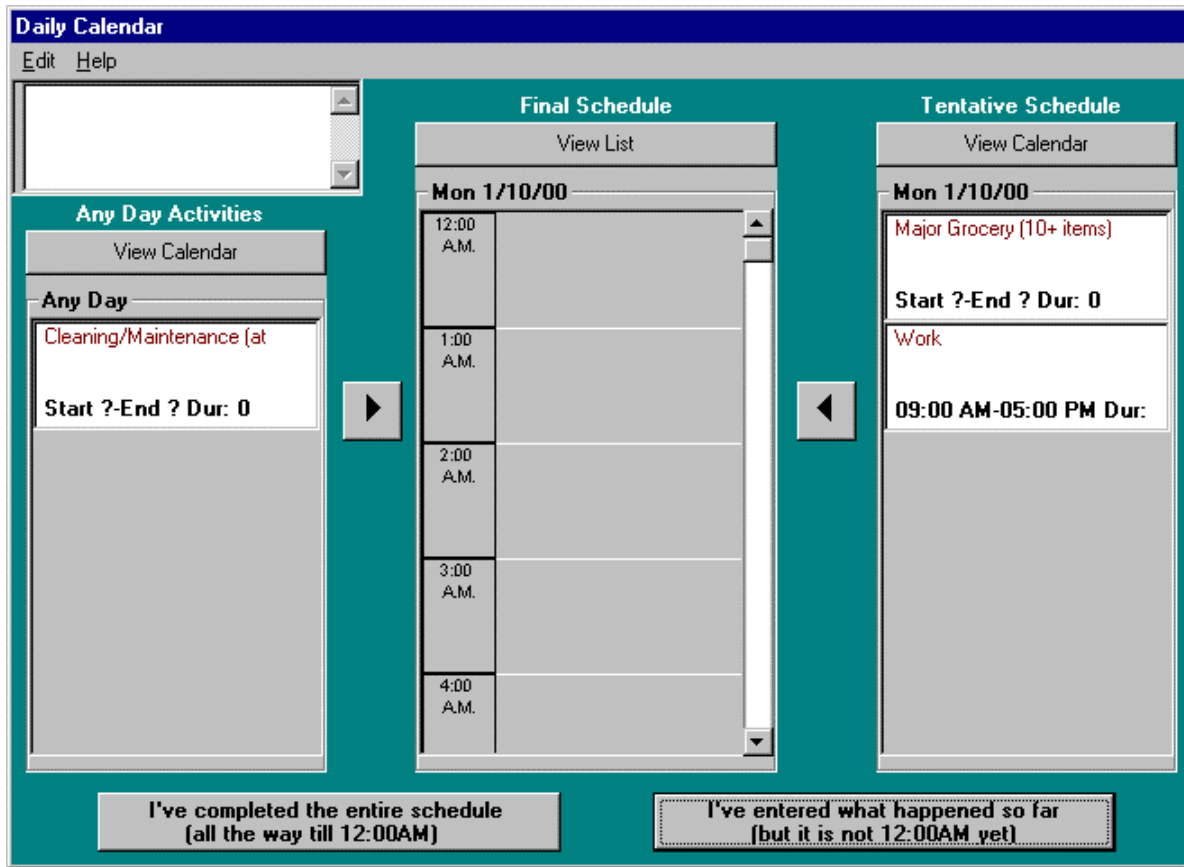 Daily Calendar
Edit Help
Any Day Activities
View Calendar
Any Day
Cleaning/Maintenance (at
Start ?-End ? Dur: 0
Final Schedule
View List
Mon 1/10/00
12:00
A.M.
1:00
A.M.
2:00
A.M.
3:00
A.M.
4:00
A.M.
Tentative Schedule
View Calendar
Mon 1/10/00
Major Grocery (10+ items)
Start ?-End ? Dur: 0
Work
09:00 AM-05:00 PM Dur:
I've completed the entire schedule
(all the way till 12:00AM)
I've entered what happened so far
(but it is not 12:00AM yet)